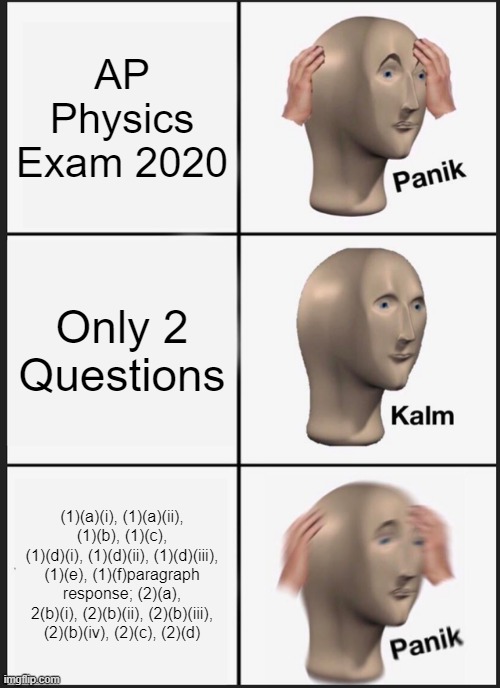 AP
Physics
Exam 2020
Panik
Only 2
Questions
Kalm
(1)(a)(i), (1)(a)(ii),
(1)(b), (1)(c),
(1)(d)(i), (1)(d)(ii), (1)(d)(iii),
(1)(e), (1)(f)paragraph
response; (2)(a),
2(b)(i), (2)(b)(ii), (2)(b)(iii),
(2)(b)(iv), (2)(c), (2)(d)
Panik
imgflip.com